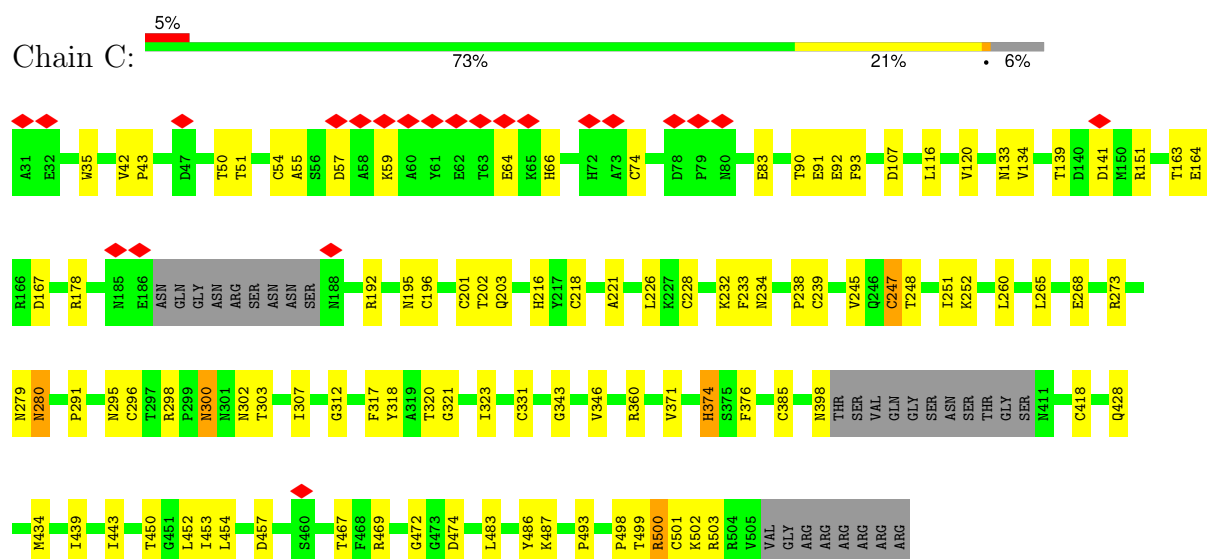 5%
Chain C:
73% 21% • 6%
A31 E32 W35 V42 P43 D47 T50 T51 C54 A55 S56 D57 A58 K59 A60 Y61 E62 T63 E64 K65 H66 H72 A73 C74 D78 P79 N80 E83 T90 E91 E92 F93 D107 L116 V120 N133 V134 T139 D140 D141 M150 R151 T163 E164
R166 D167 R178 N185 E186 ASN GLN GLY ASN ARG SER ASN ASN SER N188 R192 N195 C196 C201 T202 Q203 H216 Y217 C218 A221 L226 K227 C228 K232 F233 N234 P238 C239 V245 Q246 C247 T248 I251 K252 L260 L265 E268 R273
N279 N280 P291 N295 C296 T297 R298 P299 N300 N301 N302 T303 I307 G312 F317 Y318 A319 T320 G321 I323 C331 G343 V346 R360 V371 H374 S375 F376 C385 N398 THR SER VAL GLN GLY SER ASN SER THR GLY SER N411 C418 Q428
M434 I439 I443 T450 G451 L452 I453 L454 D457 S460 T467 F468 R469 G472 G473 D474 L483 Y486 K487 P493 P498 T499 R500 C501 K502 R503 R504 V505 VAL GLY ARG ARG ARG ARG ARG ARG